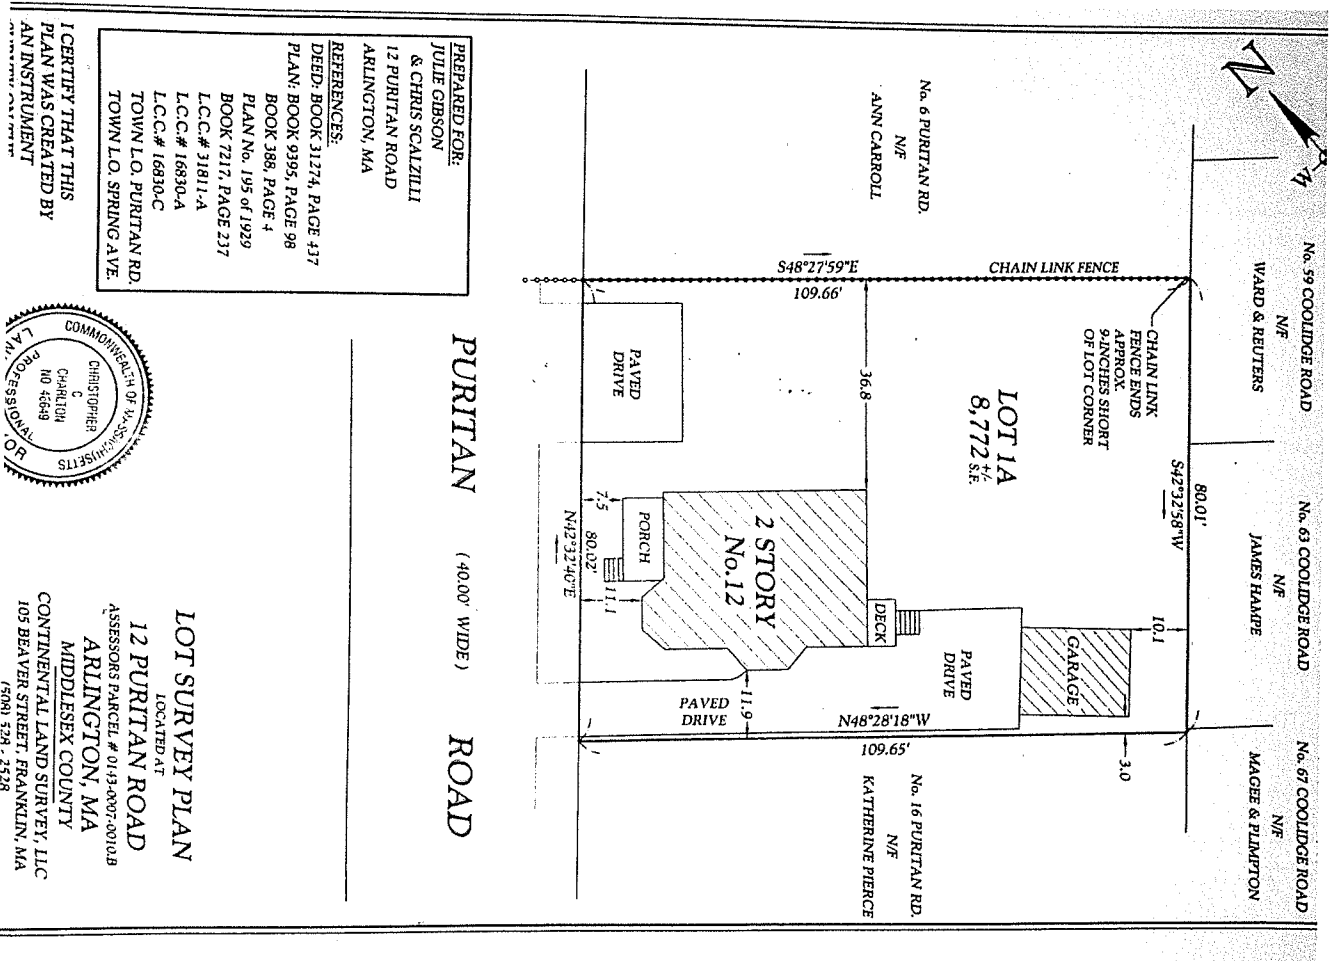 N
No. 59 COOLIDGE ROAD
N/F
WARD & REUTERS
No. 63 COOLIDGE ROAD
N/F
JAMES HAMPE
No. 67 COOLIDGE ROAD
N/F
MAGEE & PLIMPTON
No. 6 PURITAN RD.
N/F
ANN CARROLL
S48°27'59"E
109.66'
CHAIN LINK FENCE
CHAIN LINK
FENCE ENDS
APPROX.
9-INCHES SHORT
OF LOT CORNER
80.01'
S42°32'58"W
LOT 1A
8,772 +/-
S.F.
36.8
10.1
GARAGE
3.0
PAVED
DRIVE
DECK
2 STORY
No.12
PORCH
7.5
11.1
11.9
PAVED
DRIVE
PAVED
DRIVE
N48°28'18"W
109.65'
80.02'
N42°32'40"E
No. 16 PURITAN RD.
N/F
KATHERINE PIERCE
PURITAN (40.00' WIDE) ROAD
PREPARED FOR:
JULIE GIBSON
& CHRIS SCALZILLI
12 PURITAN ROAD
ARLINGTON, MA
REFERENCES:
DEED: BOOK 31274, PAGE 437
PLAN: BOOK 9395, PAGE 98
BOOK 388, PAGE 4
PLAN No. 195 of 1929
BOOK 7217, PAGE 237
L.C.C.# 31811-A
L.C.C.# 16830-A
L.C.C.# 16830-C
TOWN L.O. PURITAN RD.
TOWN L.O. SPRING AVE.
I CERTIFY THAT THIS
PLAN WAS CREATED BY
AN INSTRUMENT
COMMONWEALTH OF MASSACHUSETTS
CHRISTOPHER
C
CHARLTON
PROFESSIONAL
LOT SURVEY PLAN
LOCATED AT
12 PURITAN ROAD
ASSESSORS PARCEL # 0143-0007-0010.B
ARLINGTON, MA
MIDDLESEX COUNTY
CONTINENTAL LAND SURVEY, LLC
105 BEAVER STREET, FRANKLIN, MA
(508) 528 - 2528